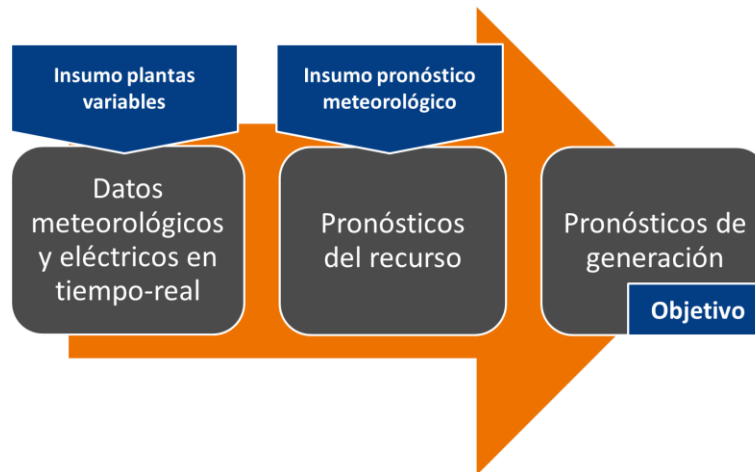 Insumo plantas
variables
Insumo pronóstico
meteorológico
Datos
meteorológicos
y eléctricos en
tiempo-real
Pronósticos
del recurso
Pronósticos de
generación
Objetivo